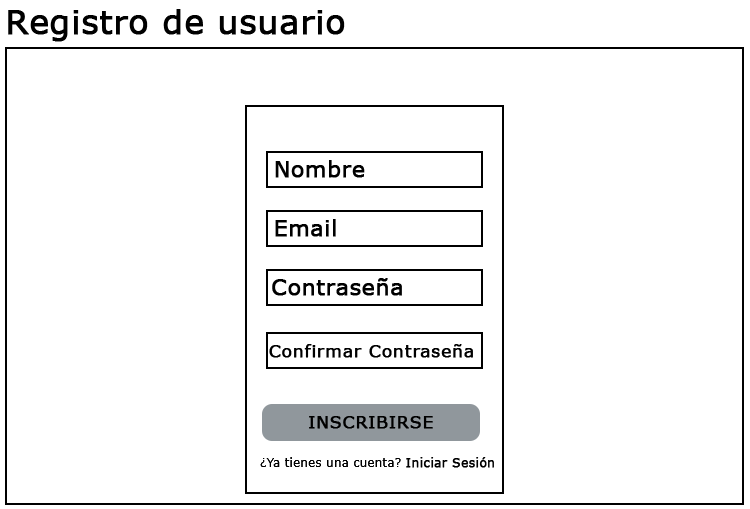 Registro de usuario
Nombre
Email
Contraseña
Confirmar Contraseña
INSCRIBIRSE
¿Ya tienes una cuenta? Iniciar Sesión